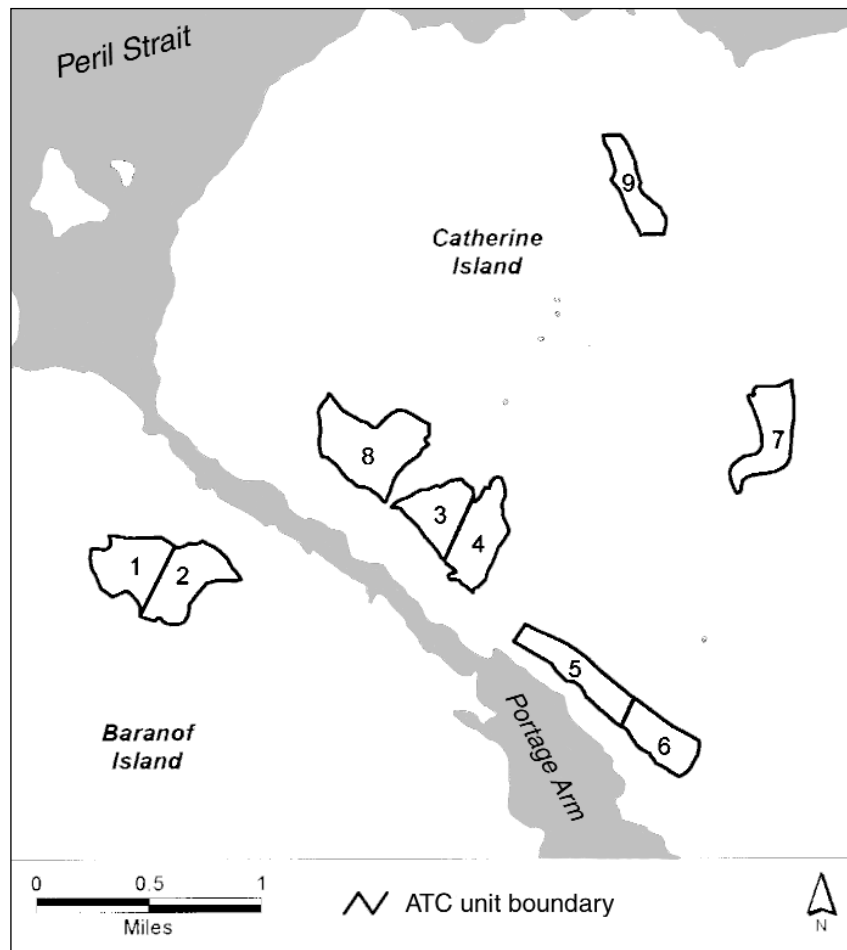 Peril Strait
9
Catherine
Island
8
7
3
4
1
2
5
6
Baranof
Island
Portage Arm
0 0.5 1
Miles
ATC unit boundary
N